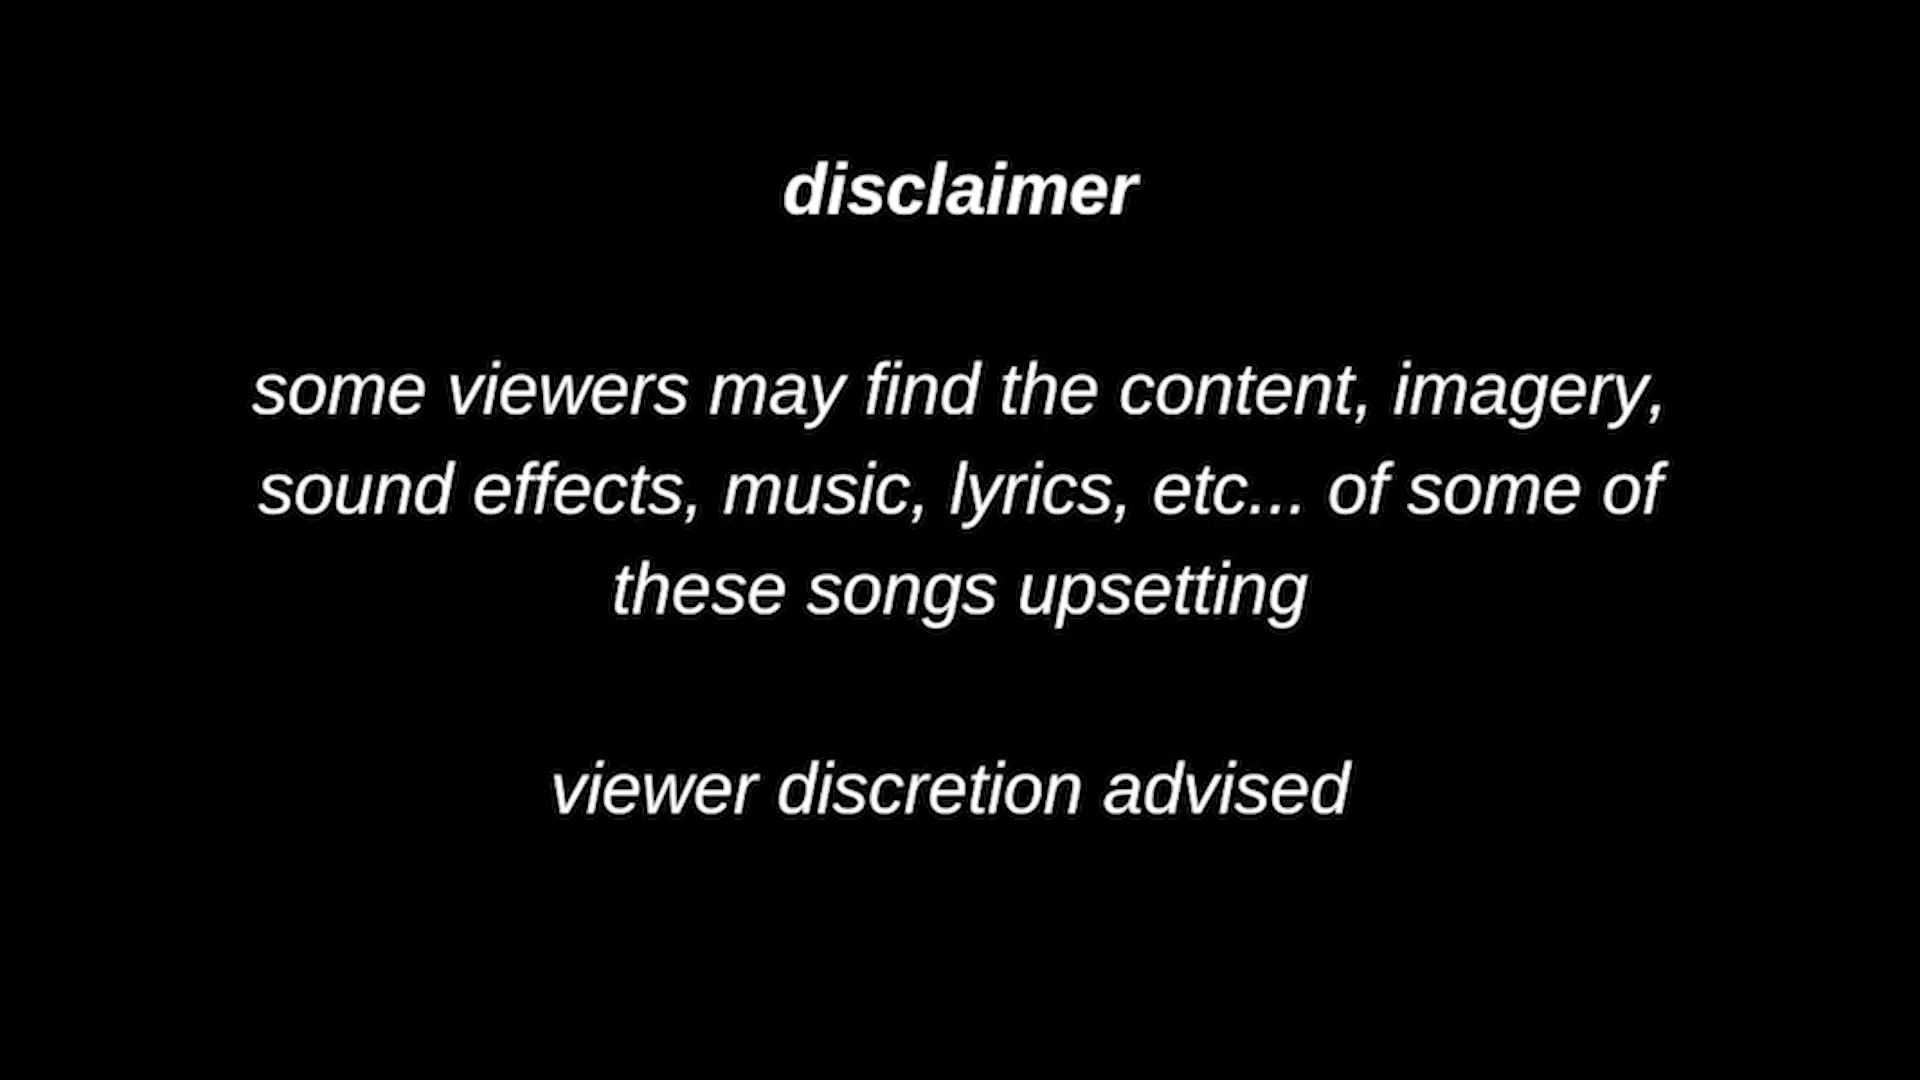 disclaimer
some viewers may find the content, imagery,
sound effects, music, lyrics, etc... of some of
these songs upsetting
viewer discretion advised